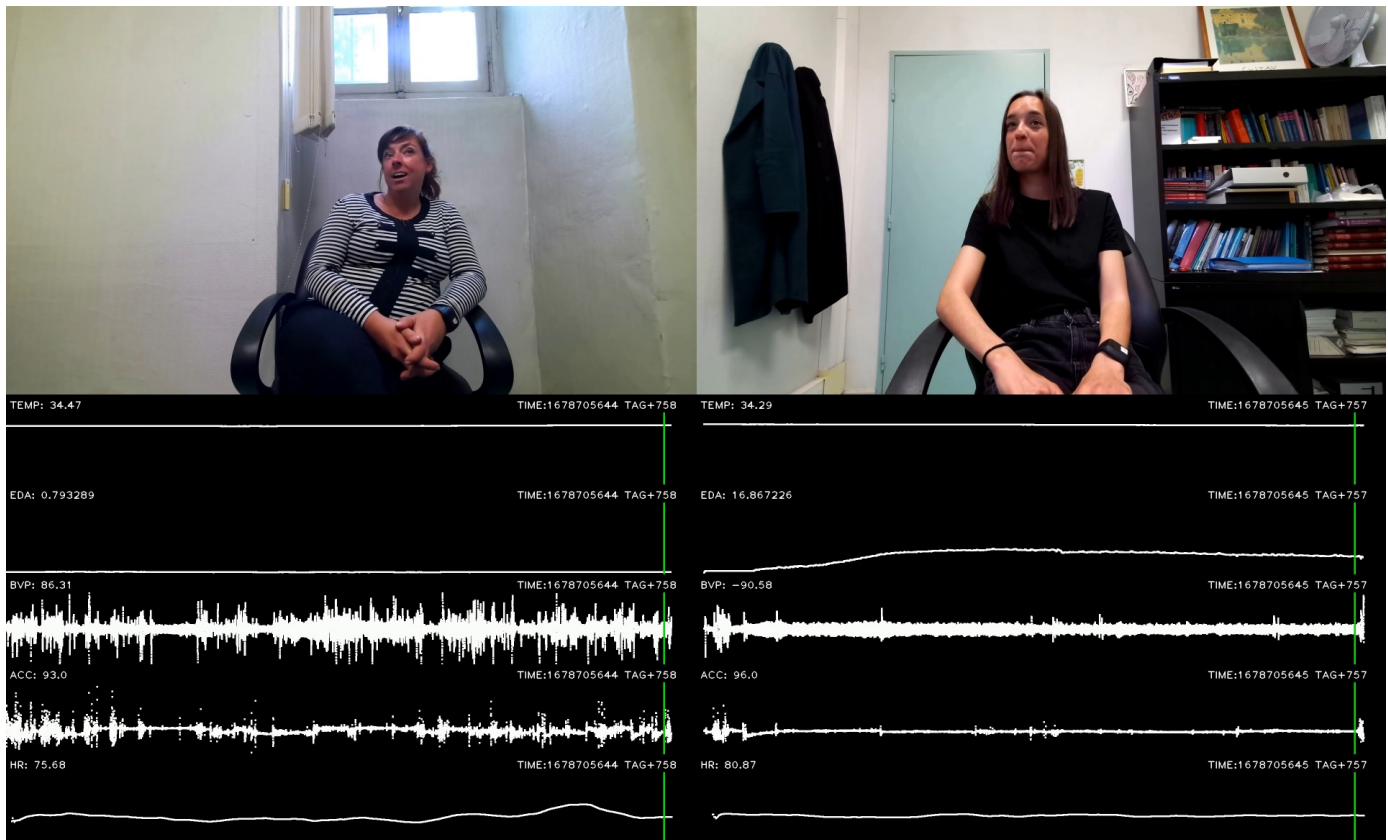 TEMP: 34.47 TIME:1678705644 TAG+758
EDA: 0.793289 TIME:1678705644 TAG+758
BVP: 86.31 TIME:1678705644 TAG+758
ACC: 93.0 TIME:1678705644 TAG+758
HR: 75.68 TIME:1678705644 TAG+758
TEMP: 34.29 TIME:1678705645 TAG+757
EDA: 16.867226 TIME:1678705645 TAG+757
BVP: −90.58 TIME:1678705645 TAG+757
ACC: 96.0 TIME:1678705645 TAG+757
HR: 80.87 TIME:1678705645 TAG+757